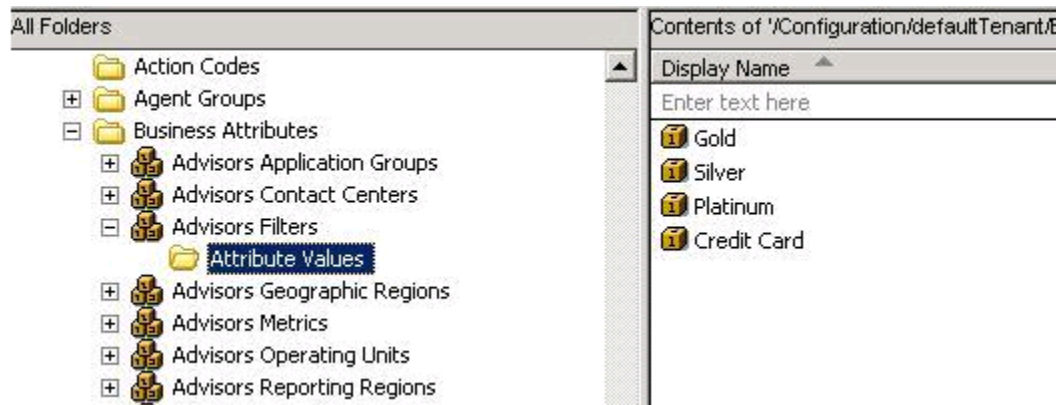 All Folders
Action Codes
Agent Groups
Business Attributes
Advisors Application Groups
Advisors Contact Centers
Advisors Filters
Attribute Values
Advisors Geographic Regions
Advisors Metrics
Advisors Operating Units
Advisors Reporting Regions
Contents of '/Configuration/defaultTenant/
Display Name
Enter text here
Gold
Silver
Platinum
Credit Card